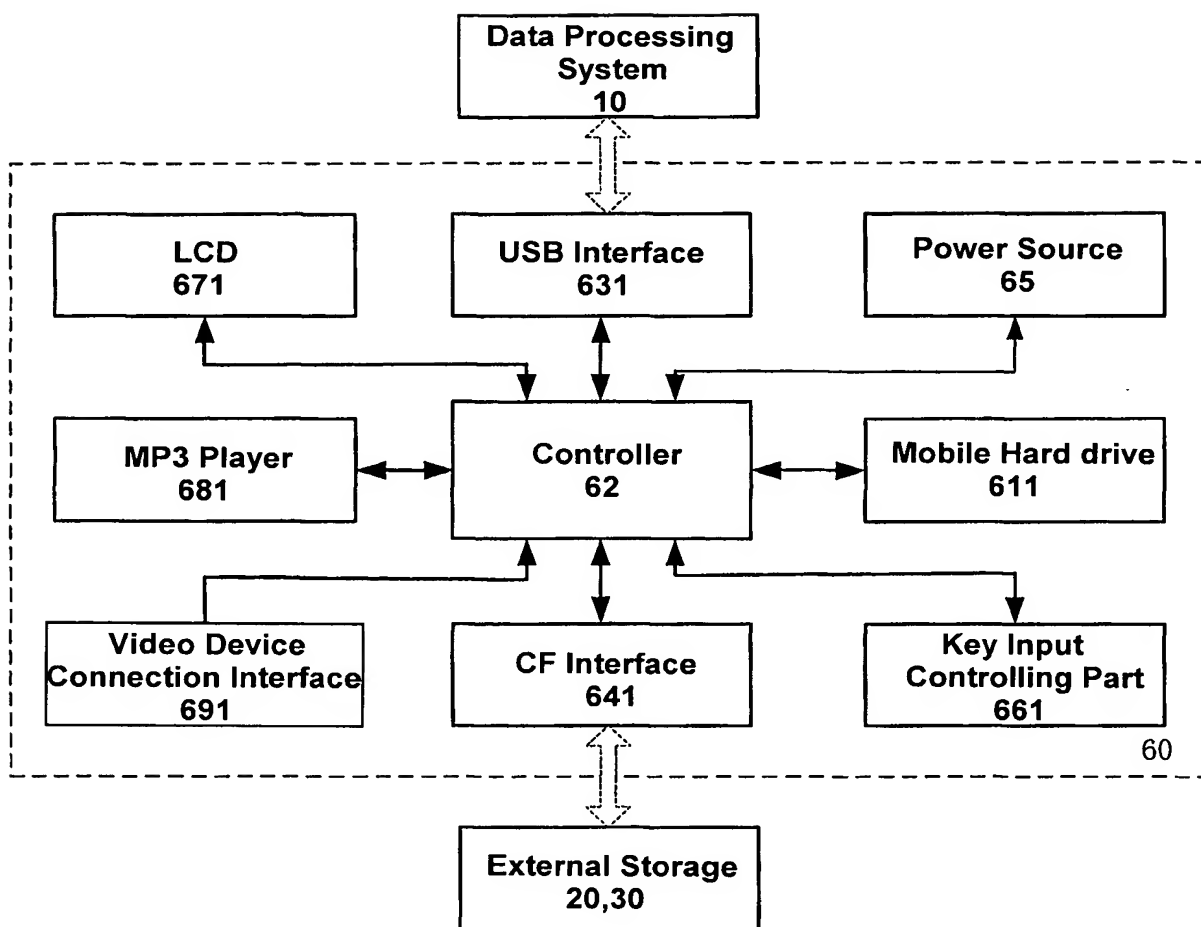 Data Processing
System
10
LCD
671
USB Interface
631
Power Source
65
MP3 Player
681
Controller
62
Mobile Hard drive
611
Video Device
Connection Interface
691
CF Interface
641
Key Input
Controlling Part
661
60
External Storage
20,30